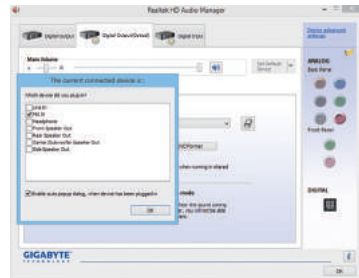 Realtek HD Audio Manager
Digital Output(Optical)
Digital Input
Device advanced settings
Main Volume
Set Default Device
ANALOG
Back Panel
The current connected device is:
Which device did you plug in?
Line In
Mic In
Headphone
Front Speaker Out
Rear Speaker Out
Center/Subwoofer Speaker Out
Side Speaker Out
Front Panel
DIGITAL
Enable auto popup dialog, when device has been plugged in
OK
GIGABYTE
TECHNOLOGY
OK